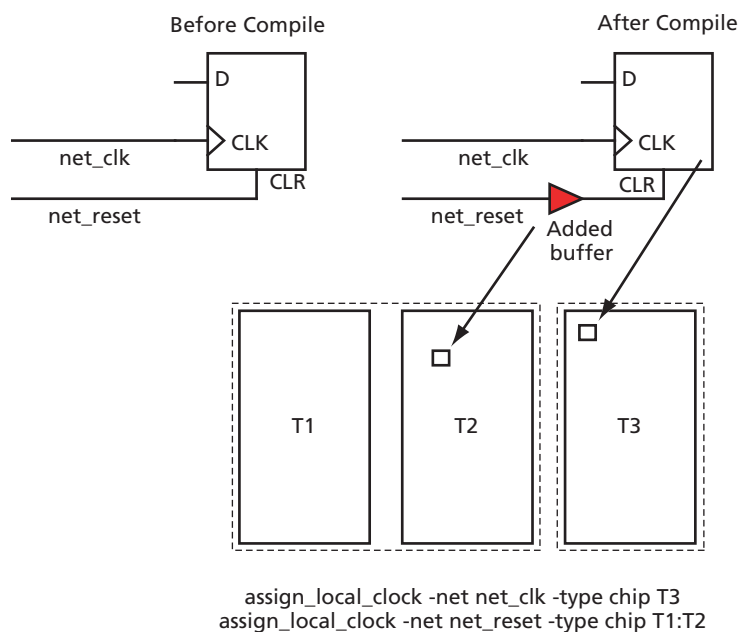 Before Compile
After Compile
D
D
CLK
CLK
net_clk
net_clk
CLR
CLR
net_reset
net_reset
Added
buffer
T1
T2
T3
assign_local_clock -net net_clk -type chip T3
assign_local_clock -net net_reset -type chip T1:T2